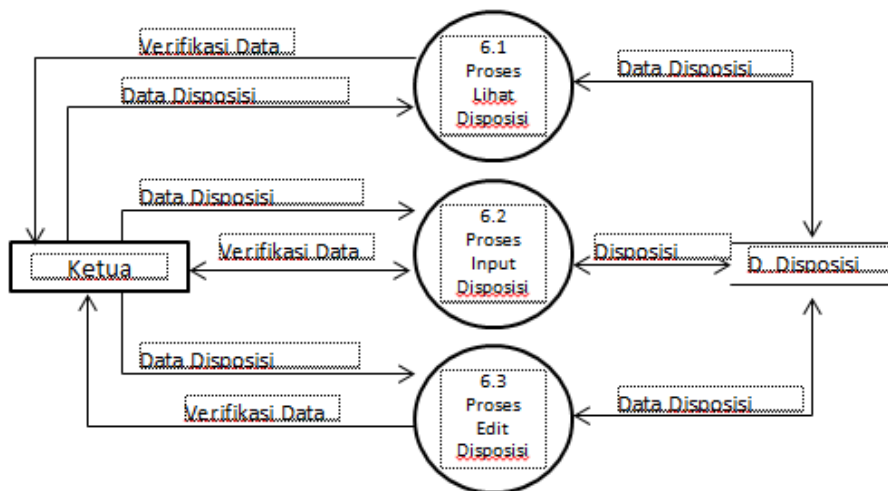 Verifikasi Data
6.1
Proses
Lihat
Disposisi
Data Disposisi
Data Disposisi
Data Disposisi
6.2
Proses
Input
Disposisi
Verifikasi Data
Disposisi
Ketua
D. Disposisi
Data Disposisi
6.3
Proses
Edit
Disposisi
Verifikasi Data
Data Disposisi